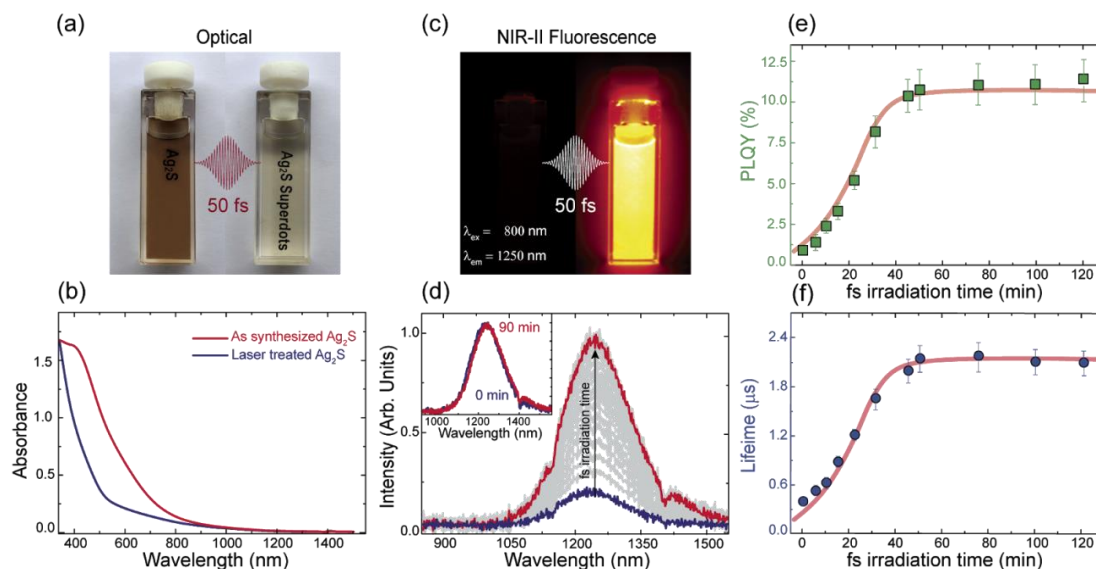 (a)
Optical
Ag₂S
50 fs
Ag₂S Superdots
(b)
Absorbance
1.5
1.0
0.5
0.0
As synthesized Ag₂S
Laser treated Ag₂S
400 600 800 1000 1200 1400
Wavelength (nm)
(c)
NIR-II Fluorescence
50 fs
λex = 800 nm
λem = 1250 nm
(d)
Intensity (Arb. Units)
1.0
0.5
0.0
90 min
0 min
1000 1200 1400
Wavelength (nm)
fs irradiation time
900 1050 1200 1350 1500
Wavelength (nm)
(e)
PLQY (%)
12.5
10.0
7.5
5.0
2.5
0
0 20 40 60 80 100 120
fs irradiation time (min)
(f)
Lifeime (μs)
2.4
1.8
1.2
0.6
0.0
0 20 40 60 80 100 120
fs irradiation time (min)